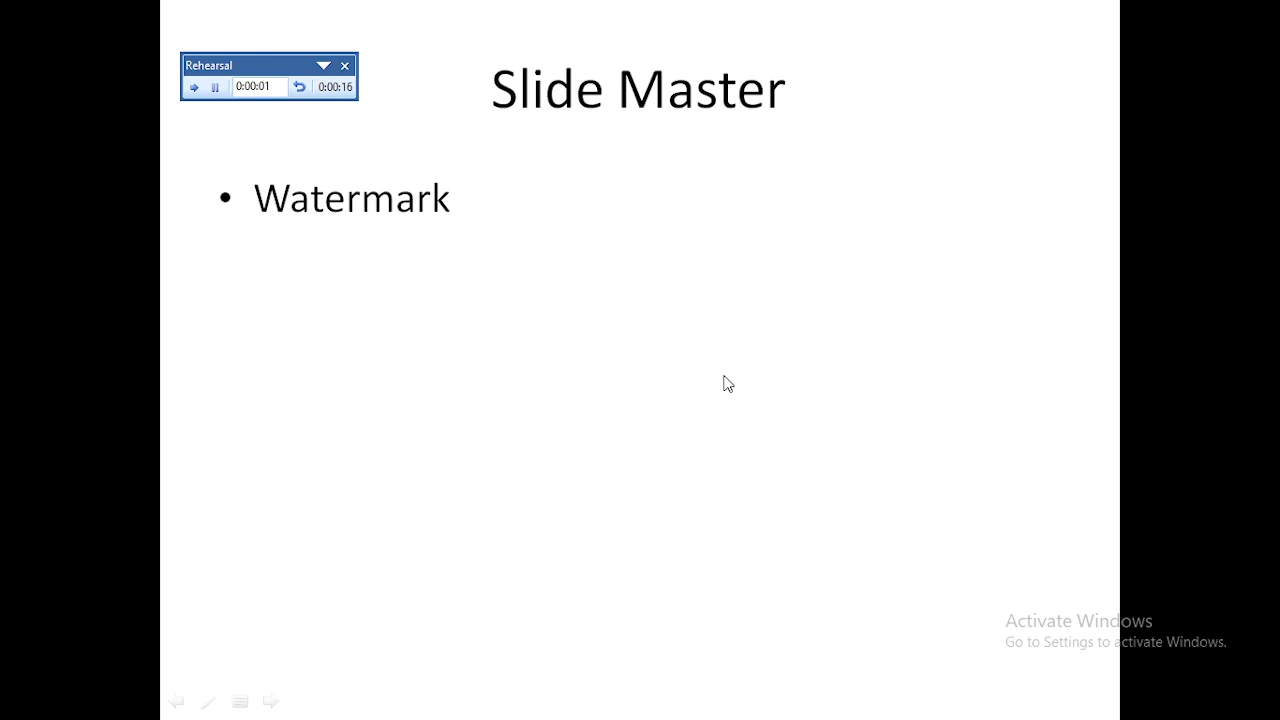 Rehearsal
0:00:01 0:00:16
Slide Master
• Watermark
Activate Windows
Go to Settings to activate Windows.